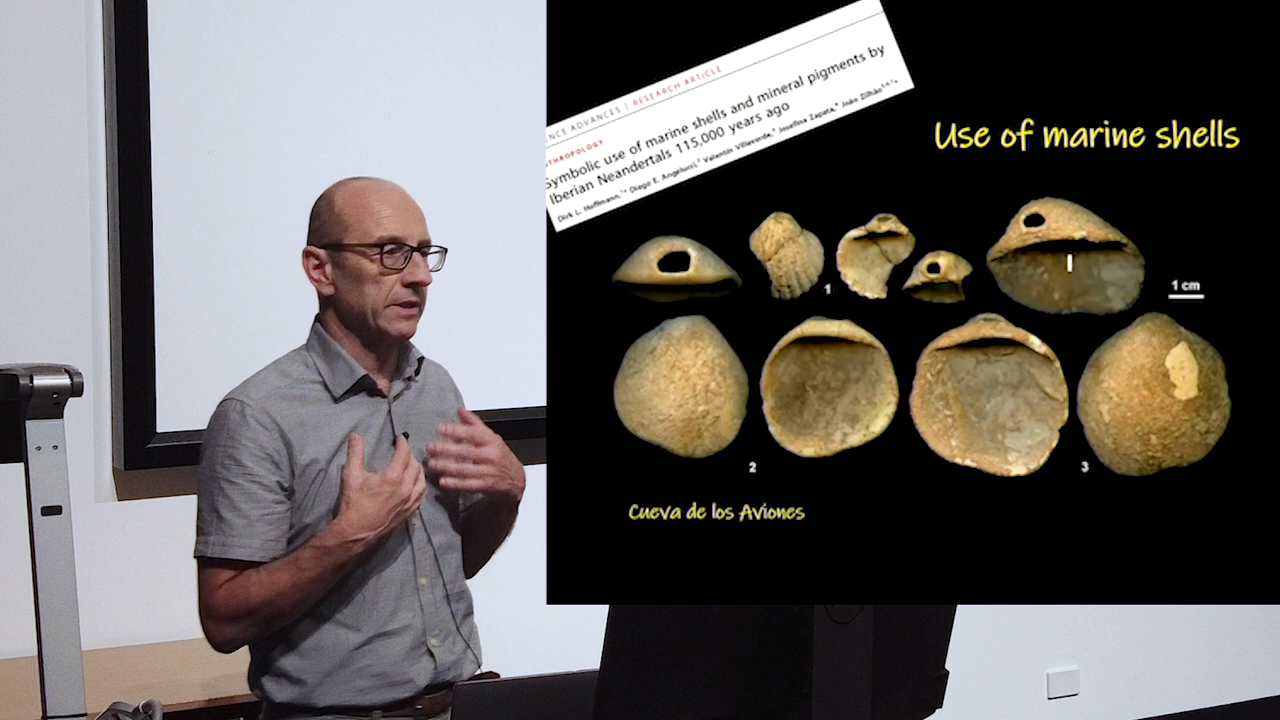 NCE ADVANCES | RESEARCH ARTICLE
THROPOLOGY
Symbolic use of marine shells and mineral pigments by
Iberian Neandertals 115,000 years ago
Dirk L. Hoffmann, Diego E. Angelucci, Valentín Villaverde, Josefina Zapata, João Zilhão
Use of marine shells
1
1 cm
2
3
Cueva de los Aviones